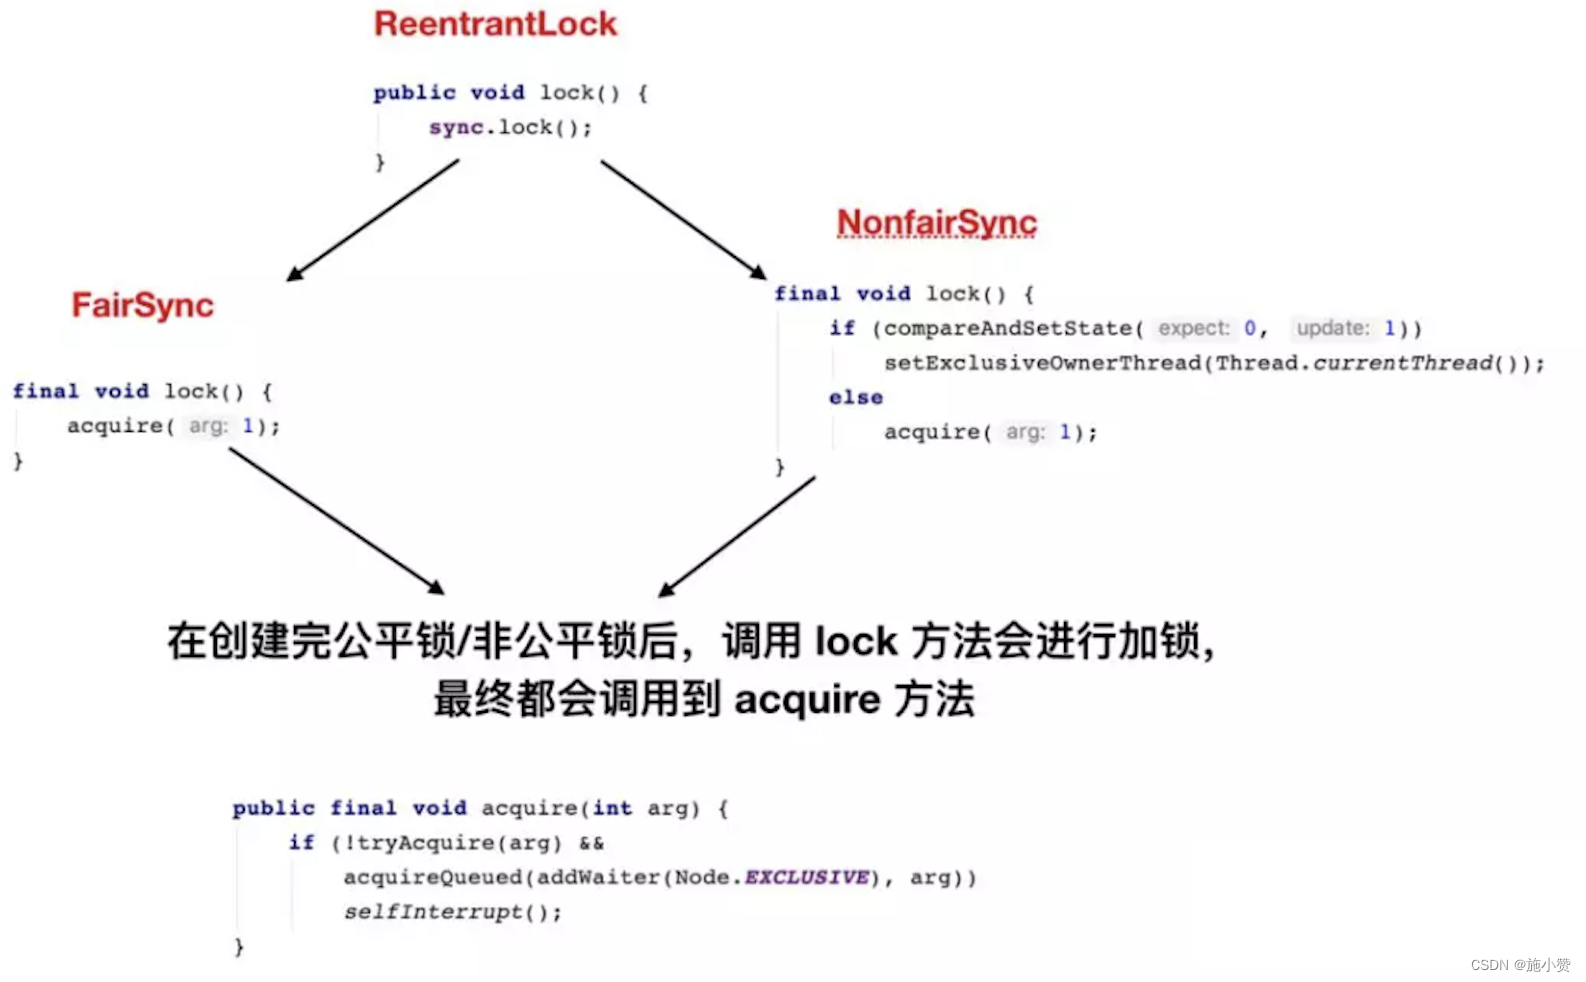 ReentrantLock
public void lock() {
    sync.lock();
}
NonfairSync
final void lock() {
    if (compareAndSetState( expect: 0,  update: 1))
        setExclusiveOwnerThread(Thread.currentThread());
    else
        acquire( arg: 1);
}
FairSync
final void lock() {
    acquire( arg: 1);
}
在创建完公平锁/非公平锁后，调用 lock 方法会进行加锁，
最终都会调用到 acquire 方法
public final void acquire(int arg) {
    if (!tryAcquire(arg) &&
        acquireQueued(addWaiter(Node.EXCLUSIVE), arg))
        selfInterrupt();
}
CSDN @施小赞